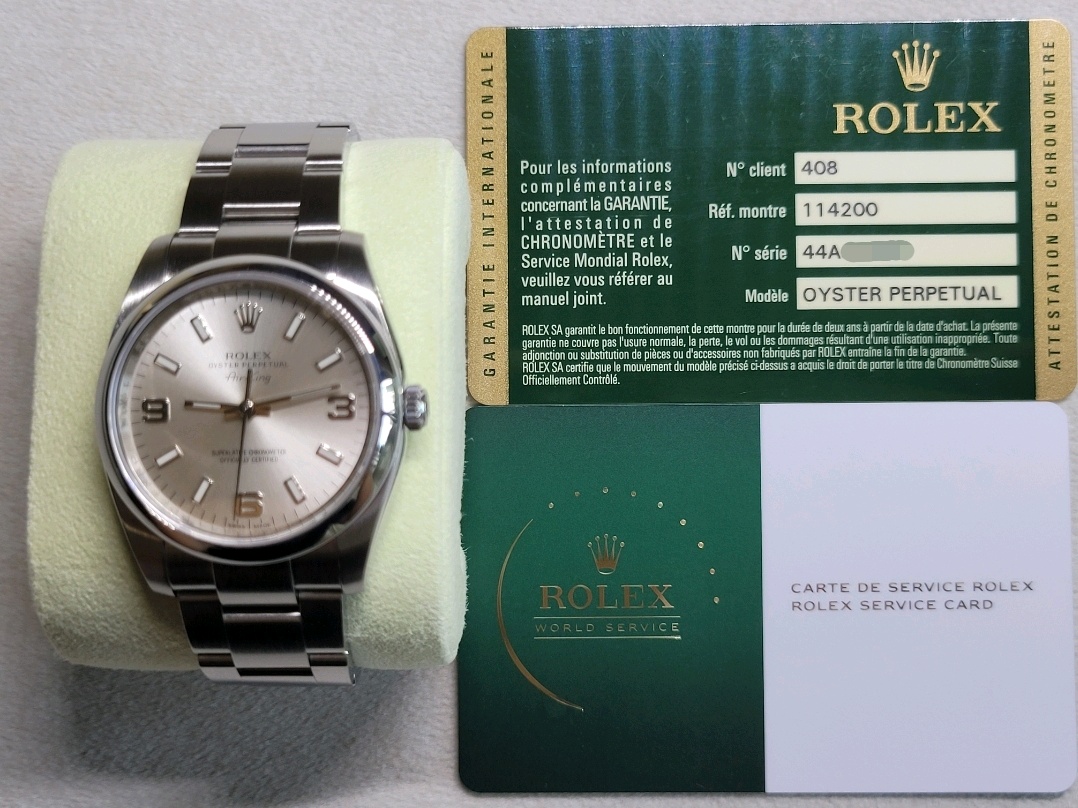 ROLEX
OYSTER PERPETUAL
Air-King
9
3
6
SUPERLATIVE CHRONOMETER
OFFICIALLY CERTIFIED
GARANTIE INTERNATIONALE
ROLEX
Pour les informations
complémentaires
concernant la GARANTIE,
l'attestation de
CHRONOMÈTRE et le
Service Mondial Rolex,
veuillez vous référer au
manuel joint.
N° client 408
Réf. montre 114200
N° série 44A
Modèle OYSTER PERPETUAL
ROLEX SA garantit le bon fonctionnement de cette montre pour la durée de deux ans à partir de la date d'achat. La présente
garantie ne couvre pas l'usure normale, la perte, le vol ou les dommages résultant d'une utilisation inappropriée. Toute
adjonction ou substitution de pièces ou d'accessoires non fabriqués par ROLEX entraîne la fin de la garantie.
ROLEX SA certifie que le mouvement du modèle précisé ci-dessus a acquis le droit de porter le titre de Chronomètre Suisse
Officiellement Contrôlé.
ATTESTATION DE CHRONOMETRE
ROLEX
WORLD SERVICE
CARTE DE SERVICE ROLEX
ROLEX SERVICE CARD